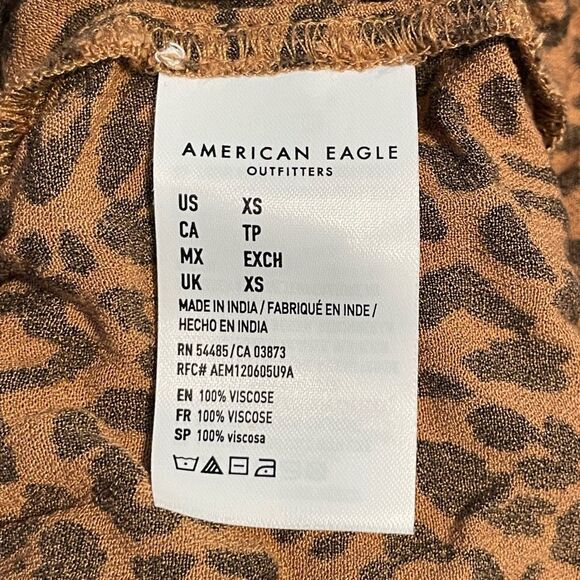 AMERICAN EAGLE
OUTFITTERS
US XS
CA TP
MX EXCH
UK XS
MADE IN INDIA / FABRIQUÉ EN INDE /
HECHO EN INDIA
RN 54485/CA 03873
RFC# AEM120605U9A
EN 100% VISCOSE
FR 100% VISCOSE
SP 100% viscosa